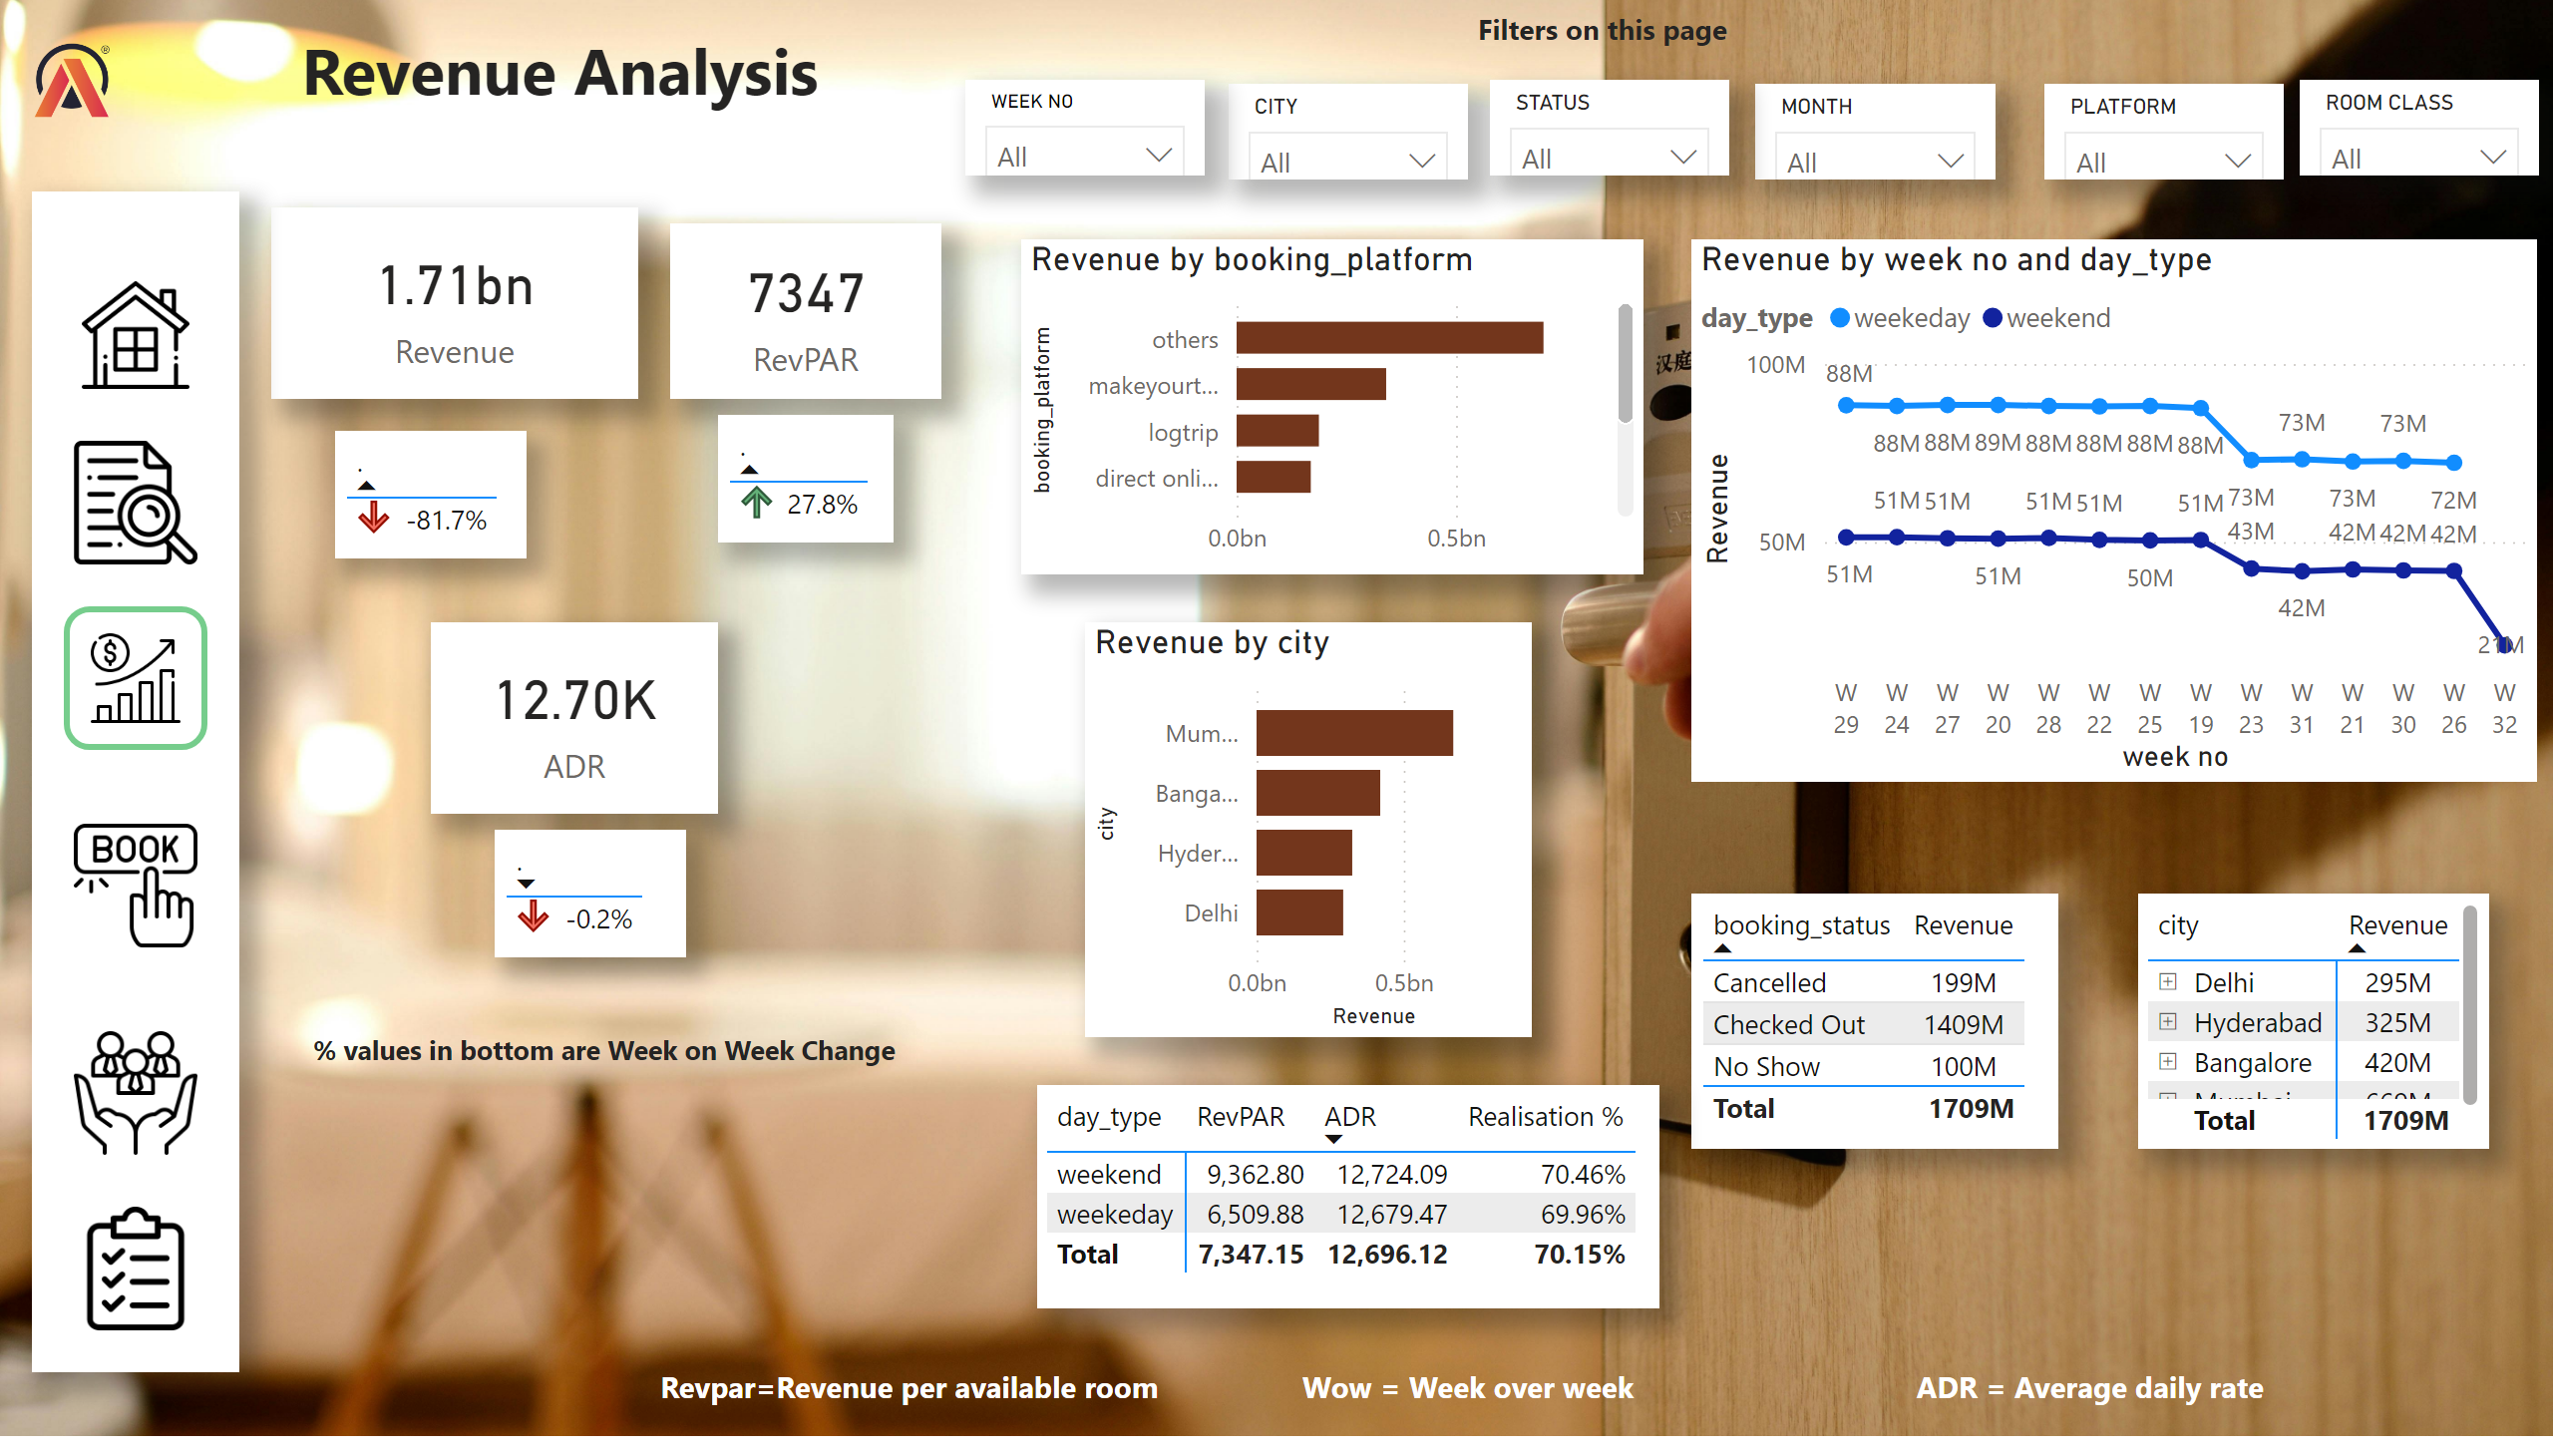 Filters on this page
Revenue Analysis
®
WEEK NO
All
CITY
All
STATUS
All
MONTH
All
PLATFORM
All
ROOM CLASS
All
BOOK
1.71bn
Revenue
-81.7%
7347
RevPAR
27.8%
12.70K
ADR
-0.2%
% values in bottom are Week on Week Change
Revenue by booking_platform
booking_platform
others
makeyourt...
logtrip
direct onli...
0.0bn 0.5bn
Revenue by week no and day_type
day_type weekeday weekend
Revenue
100M
50M
88M
88M 88M 89M 88M 88M 88M 88M
73M 73M
73M 73M 72M
51M 51M 51M 51M 51M
43M 42M 42M 42M
51M 51M 50M
42M
21M
W W W W W W W W W W W W W W
29 24 27 20 28 22 25 19 23 31 21 30 26 32
week no
汉庭
Revenue by city
city
Mum...
Banga...
Hyder...
Delhi
0.0bn 0.5bn
Revenue
booking_status Revenue
Cancelled 199M
Checked Out 1409M
No Show 100M
Total 1709M
city Revenue
Delhi 295M
Hyderabad 325M
Bangalore 420M
Total 1709M
day_type RevPAR ADR Realisation %
weekend 9,362.80 12,724.09 70.46%
weekeday 6,509.88 12,679.47 69.96%
Total 7,347.15 12,696.12 70.15%
Revpar=Revenue per available room
Wow = Week over week
ADR = Average daily rate